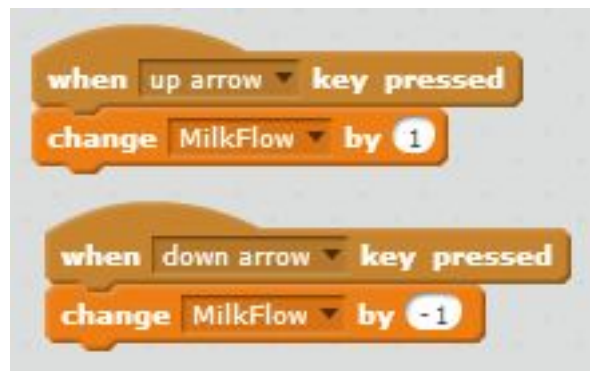 when up arrow key pressed
change MilkFlow by 1
when down arrow key pressed
change MilkFlow by -1